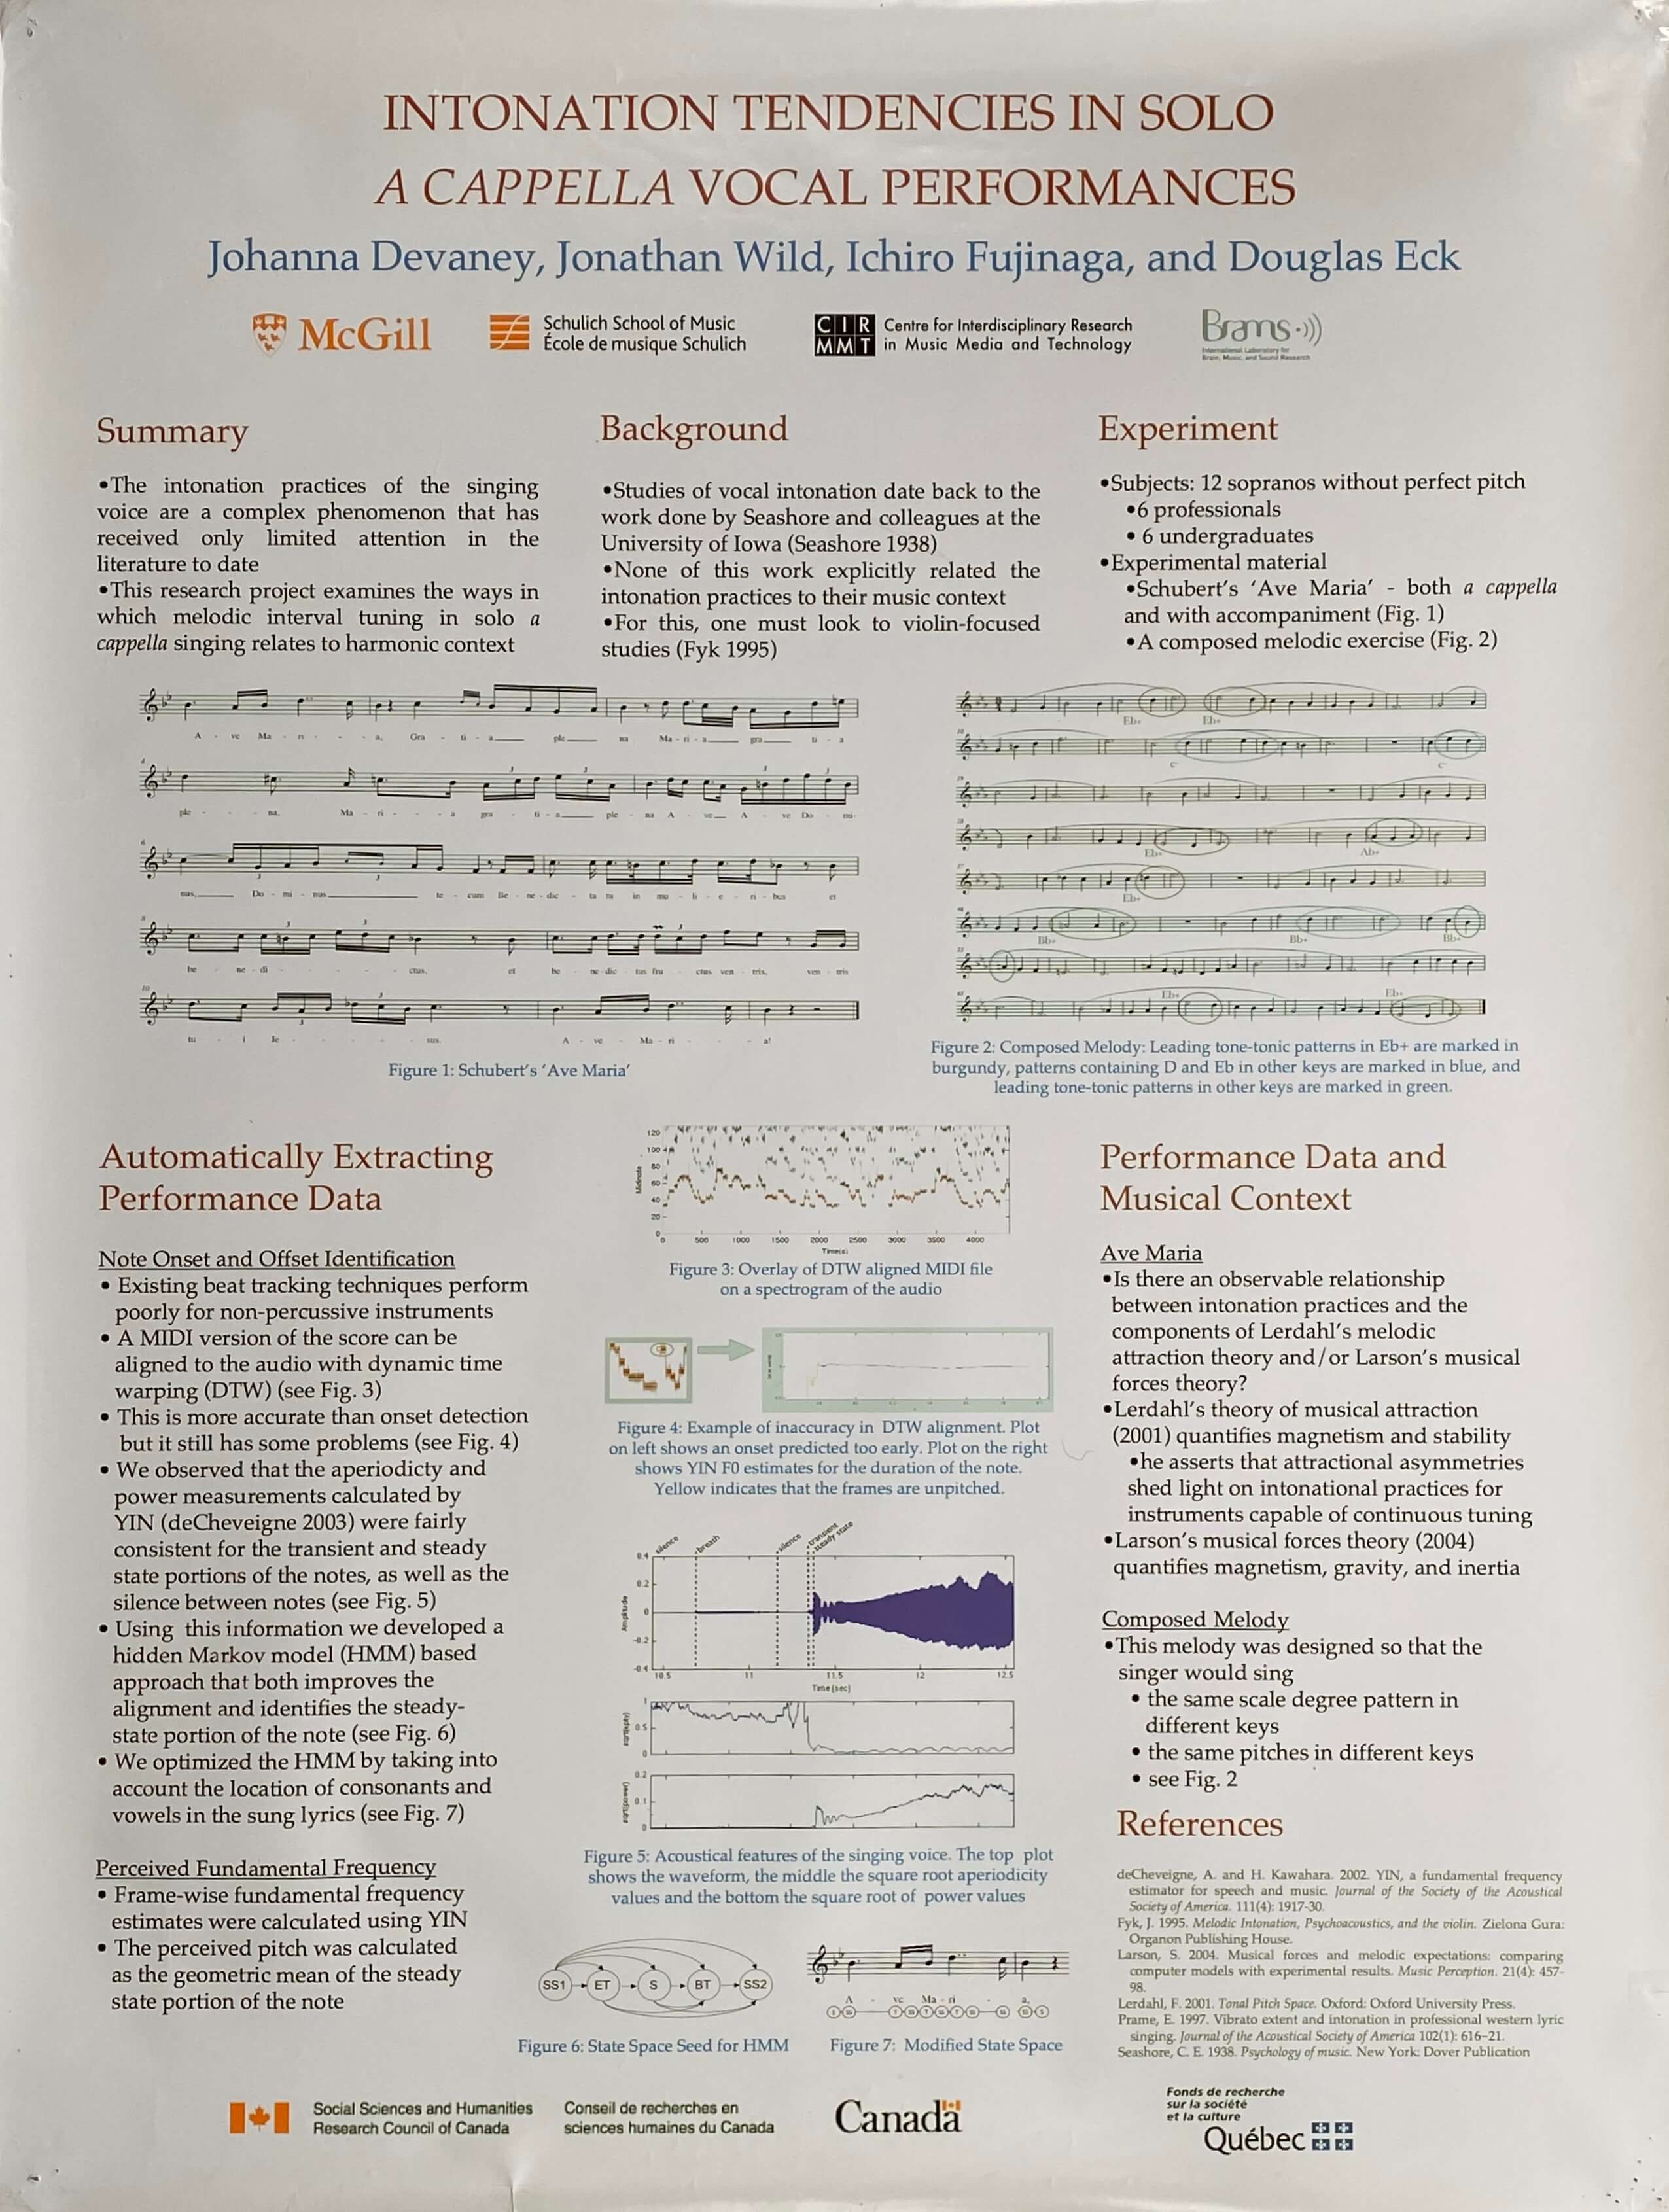 INTONATION TENDENCIES IN SOLO
A CAPPELLA VOCAL PERFORMANCES
Johanna Devaney, Jonathan Wild, Ichiro Fujinaga, and Douglas Eck
McGill
Schulich School of Music
École de musique Schulich
CIR
MMT
Centre for Interdisciplinary Research
in Music Media and Technology
Brams
International Laboratory for
Brain, Music, and Sound Research
Summary
•The intonation practices of the singing
voice are a complex phenomenon that has
received only limited attention in the
literature to date
•This research project examines the ways in
which melodic interval tuning in solo a
cappella singing relates to harmonic context
Background
•Studies of vocal intonation date back to the
work done by Seashore and colleagues at the
University of Iowa (Seashore 1938)
•None of this work explicitly related the
intonation practices to their music context
•For this, one must look to violin-focused
studies (Fyk 1995)
Experiment
•Subjects: 12 sopranos without perfect pitch
•6 professionals
• 6 undergraduates
•Experimental material
•Schubert's 'Ave Maria' - both a cappella
and with accompaniment (Fig. 1)
•A composed melodic exercise (Fig. 2)
A - ve Ma - ri - - a, Gra - ti - a ple na Ma - ri - a gra ti - a
ple - - na, Ma - ri - - a gra - ti - a ple - na A - ve A - ve Do - mi-
nus, Do - mi - nus te - cum Be - ne - dic - ta tu in mu - li - e - ri - bus et
be - ne - di - - ctus, et be - ne - dic - tus fru - ctus ven - tris, ven - tris
tu - i Je - - - sus. A - ve - Ma - ri - - a!
Figure 1: Schubert's 'Ave Maria'
Eb+ Eb+
C C
Eb+ Ab+
Eb+
Bb+ Bb+ Bb+
Eb+ Eb+
Figure 2: Composed Melody: Leading tone-tonic patterns in Eb+ are marked in
burgundy, patterns containing D and Eb in other keys are marked in blue, and
leading tone-tonic patterns in other keys are marked in green.
Automatically Extracting
Performance Data
Note Onset and Offset Identification
• Existing beat tracking techniques perform
poorly for non-percussive instruments
• A MIDI version of the score can be
aligned to the audio with dynamic time
warping (DTW) (see Fig. 3)
• This is more accurate than onset detection
but it still has some problems (see Fig. 4)
• We observed that the aperiodicty and
power measurements calculated by
YIN (deCheveigne 2003) were fairly
consistent for the transient and steady
state portions of the notes, as well as the
silence between notes (see Fig. 5)
• Using this information we developed a
hidden Markov model (HMM) based
approach that both improves the
alignment and identifies the steady-
state portion of the note (see Fig. 6)
• We optimized the HMM by taking into
account the location of consonants and
vowels in the sung lyrics (see Fig. 7)
Perceived Fundamental Frequency
• Frame-wise fundamental frequency
estimates were calculated using YIN
• The perceived pitch was calculated
as the geometric mean of the steady
state portion of the note
Midinote
120
100
80
60
40
20
0
0 500 1000 1500 2000 2500 3000 3500 4000
Time(s)
Figure 3: Overlay of DTW aligned MIDI file
on a spectrogram of the audio
Figure 4: Example of inaccuracy in DTW alignment. Plot
on left shows an onset predicted too early. Plot on the right
shows YIN F0 estimates for the duration of the note.
Yellow indicates that the frames are unpitched.
silence breath silence transient steady state
Amplitude
0.4
0.2
0
-0.2
-0.4
10.5 11 11.5 12 12.5
Time (sec)
1
0.5
0
sqrt(power)
0.2
0.1
0
Figure 5: Acoustical features of the singing voice. The top plot
shows the waveform, the middle the square root aperiodicity
values and the bottom the square root of power values
SS1 ET S BT SS2
Figure 6: State Space Seed for HMM
A - ve Ma - ri - a,
Figure 7: Modified State Space
Performance Data and
Musical Context
Ave Maria
•Is there an observable relationship
between intonation practices and the
components of Lerdahl's melodic
attraction theory and/or Larson's musical
forces theory?
•Lerdahl's theory of musical attraction
(2001) quantifies magnetism and stability
•he asserts that attractional asymmetries
shed light on intonational practices for
instruments capable of continuous tuning
•Larson's musical forces theory (2004)
quantifies magnetism, gravity, and inertia
Composed Melody
•This melody was designed so that the
singer would sing
• the same scale degree pattern in
different keys
• the same pitches in different keys
• see Fig. 2
References
deCheveigne, A. and H. Kawahara. 2002. YIN, a fundamental frequency
estimator for speech and music. Journal of the Society of the Acoustical
Society of America. 111(4): 1917-30.
Fyk, J. 1995. Melodic Intonation, Psychoacoustics, and the violin. Zielona Gura:
Organon Publishing House.
Larson, S. 2004. Musical forces and melodic expectations: comparing
computer models with experimental results. Music Perception. 21(4): 457-
98.
Lerdahl, F. 2001. Tonal Pitch Space. Oxford: Oxford University Press.
Prame, E. 1997. Vibrato extent and intonation in professional western lyric
singing. Journal of the Acoustical Society of America 102(1): 616–21.
Seashore, C. E. 1938. Psychology of music. New York: Dover Publication
Social Sciences and Humanities
Research Council of Canada
Conseil de recherches en
sciences humaines du Canada
Canada
Fonds de recherche
sur la société
et la culture
Québec